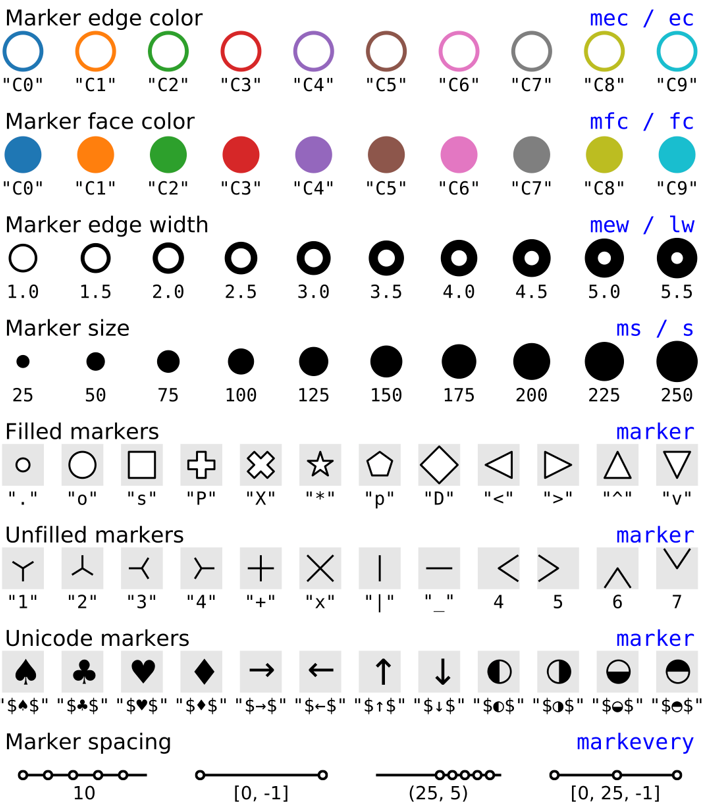 Marker edge color mec / ec
"C0" "C1" "C2" "C3" "C4" "C5" "C6" "C7" "C8" "C9"
Marker face color mfc / fc
"C0" "C1" "C2" "C3" "C4" "C5" "C6" "C7" "C8" "C9"
Marker edge width mew / lw
1.0 1.5 2.0 2.5 3.0 3.5 4.0 4.5 5.0 5.5
Marker size ms / s
25 50 75 100 125 150 175 200 225 250
Filled markers marker
"." "o" "s" "P" "X" "*" "p" "D" "<" ">" "^" "v"
Unfilled markers marker
"1" "2" "3" "4" "+" "x" "|" "_" 4 5 6 7
Unicode markers marker
"$♠$" "$♣$" "$♥$" "$♦$" "$→$" "$←$" "$↑$" "$↓$" "$◐$" "$◑$" "$◒$" "$◓$"
Marker spacing markevery
10 [0, -1] (25, 5) [0, 25, -1]